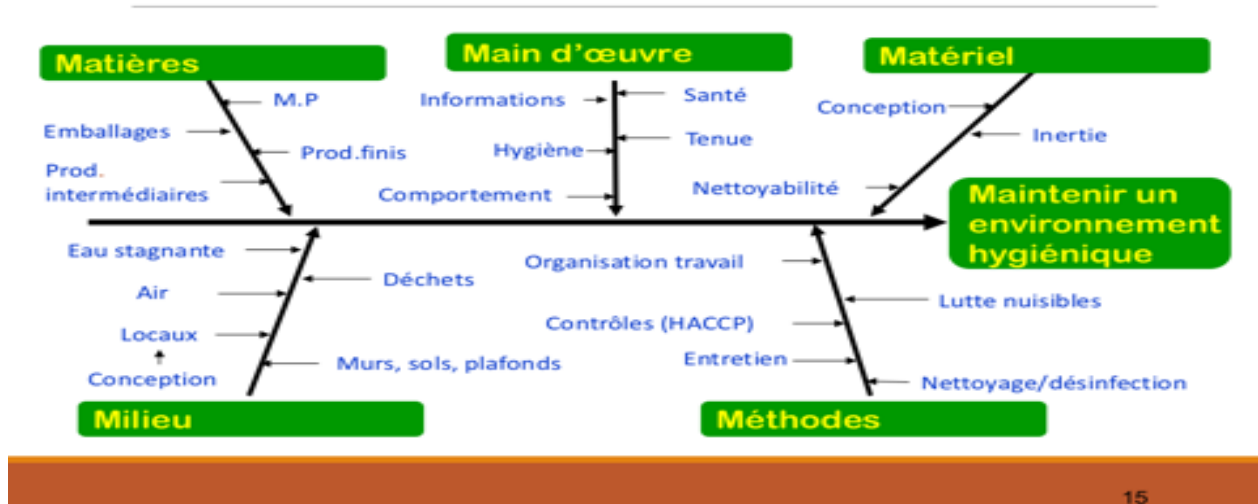 Matières
Main d'œuvre
Matériel
M.P
Emballages
Prod.finis
Prod.
intermédiaires
Informations
Santé
Tenue
Hygiène
Comportement
Conception
Inertie
Nettoyabilité
Maintenir un
environnement
hygiénique
Eau stagnante
Déchets
Air
Locaux
Conception
Murs, sols, plafonds
Organisation travail
Lutte nuisibles
Contrôles (HACCP)
Entretien
Nettoyage/désinfection
Milieu
Méthodes
15